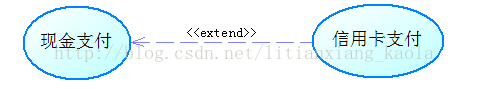 <<extend>>
现金支付
信用卡支付
http://blog.csdn.net/litianxiang_kaola